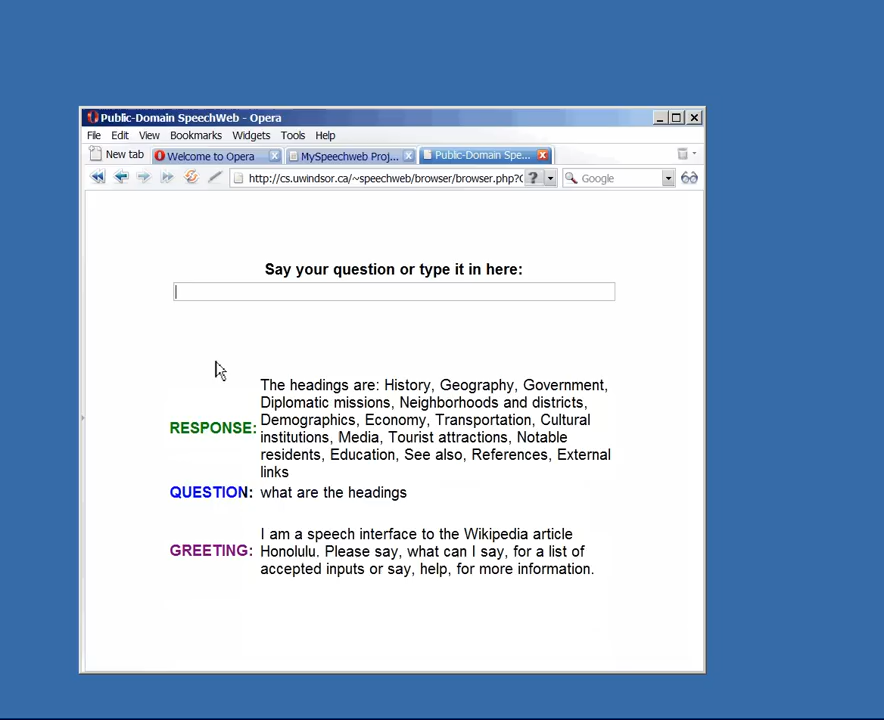 Public-Domain SpeechWeb - Opera
File Edit View Bookmarks Widgets Tools Help
New tab Welcome to Opera MySpeechweb Proj... Public-Domain Spe...
http://cs.uwindsor.ca/~speechweb/browser/browser.php? Google
Say your question or type it in here:
The headings are: History, Geography, Government,
Diplomatic missions, Neighborhoods and districts,
Demographics, Economy, Transportation, Cultural
RESPONSE: institutions, Media, Tourist attractions, Notable
residents, Education, See also, References, External
links
QUESTION: what are the headings
I am a speech interface to the Wikipedia article
GREETING: Honolulu. Please say, what can I say, for a list of
accepted inputs or say, help, for more information.